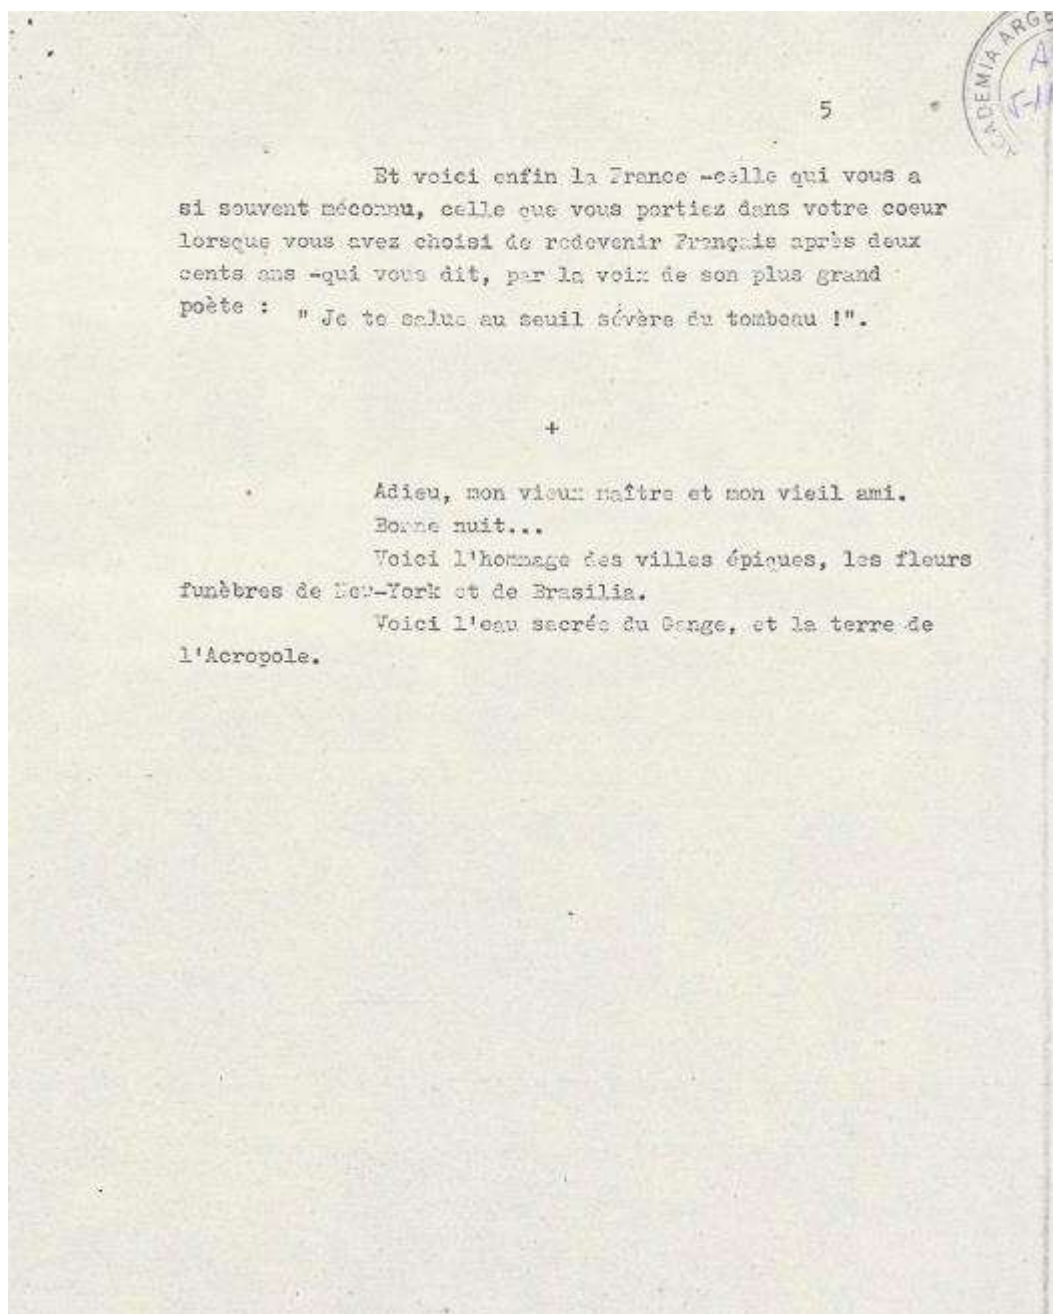 5
Et voici enfin la France -celle qui vous a
si souvent méconnu, celle que vous portiez dans votre coeur
lorsque vous avez choisi de redevenir Français après deux
cents ans -qui vous dit, par la voix de son plus grand
poète : " Je te salue au seuil sévère du tombeau !".
+
Adieu, mon vieux maître et mon vieil ami.
Bonne nuit...
Voici l'hommage des villes épiques, les fleurs
funèbres de New-York et de Brasilia.
Voici l'eau sacrée du Gange, et la terre de
l'Acropole.